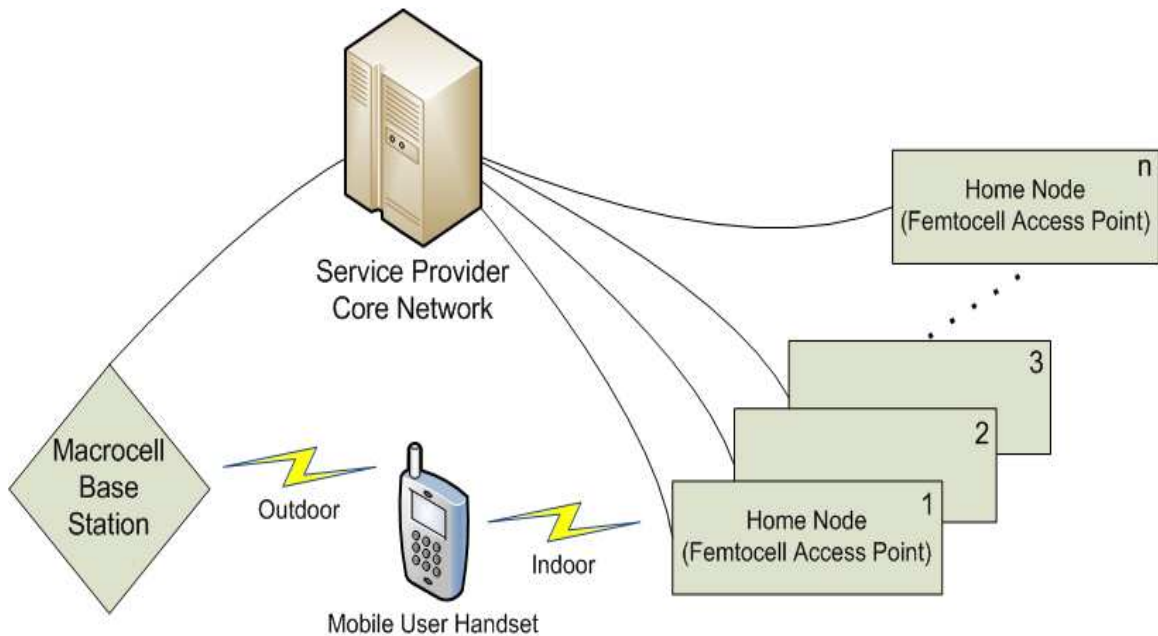 n
Home Node
(Femtocell Access Point)
Service Provider
Core Network
3
2
1
Home Node
(Femtocell Access Point)
Macrocell
Base
Station
Outdoor
Indoor
Mobile User Handset